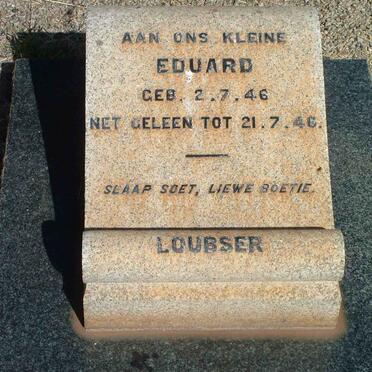 AAN ONS KLEINE
EDUARD
GEB. 2.7.46
NET GELEEN TOT 21.7.46.
SLAAP SOET, LIEWE BOETIE.
LOUBSER